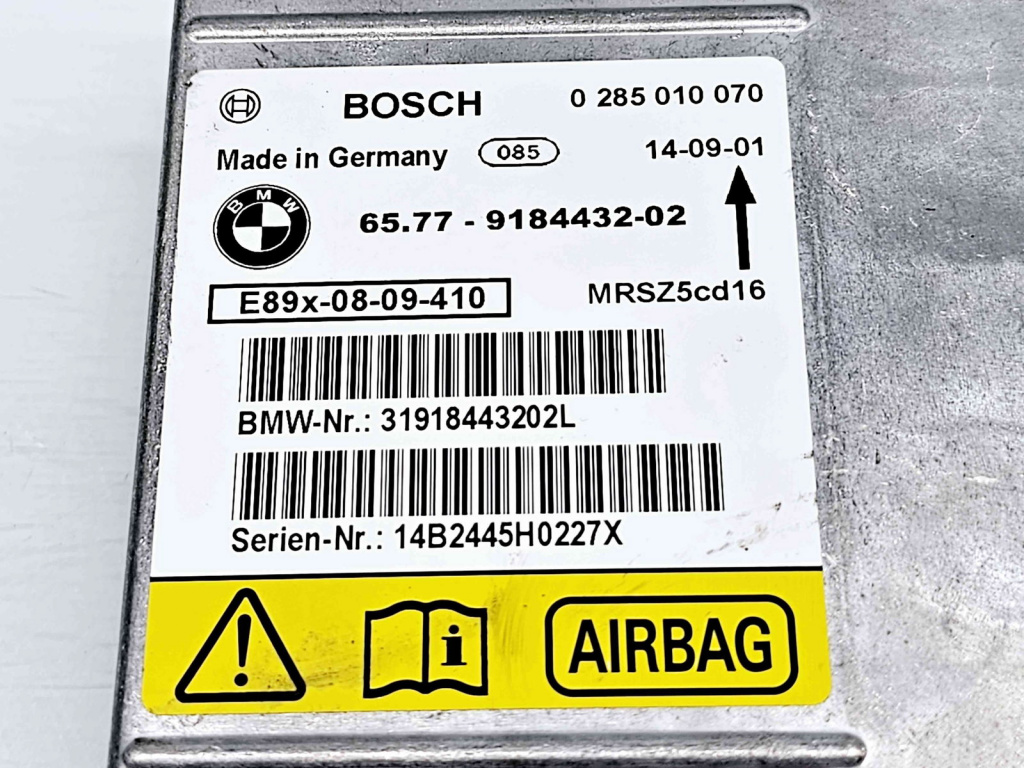 BOSCH 0 285 010 070
Made in Germany 085 14-09-01
BMW
65.77 - 9184432-02
E89x-08-09-410 MRSZ5cd16
BMW-Nr.: 31918443202L
Serien-Nr.: 14B2445H0227X
! i AIRBAG